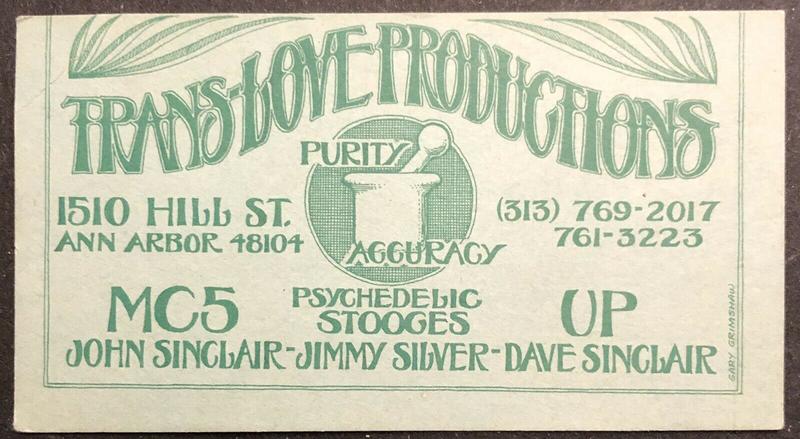 TRANS-LOVE PRODUCTIONS
PURITY
ACCURACY
1510 HILL ST.
ANN ARBOR 48104
(313) 769-2017
761-3223
MC5
PSYCHEDELIC
STOOGES
UP
JOHN SINCLAIR-JIMMY SILVER-DAVE SINCLAIR
GARY GRIMSHAW